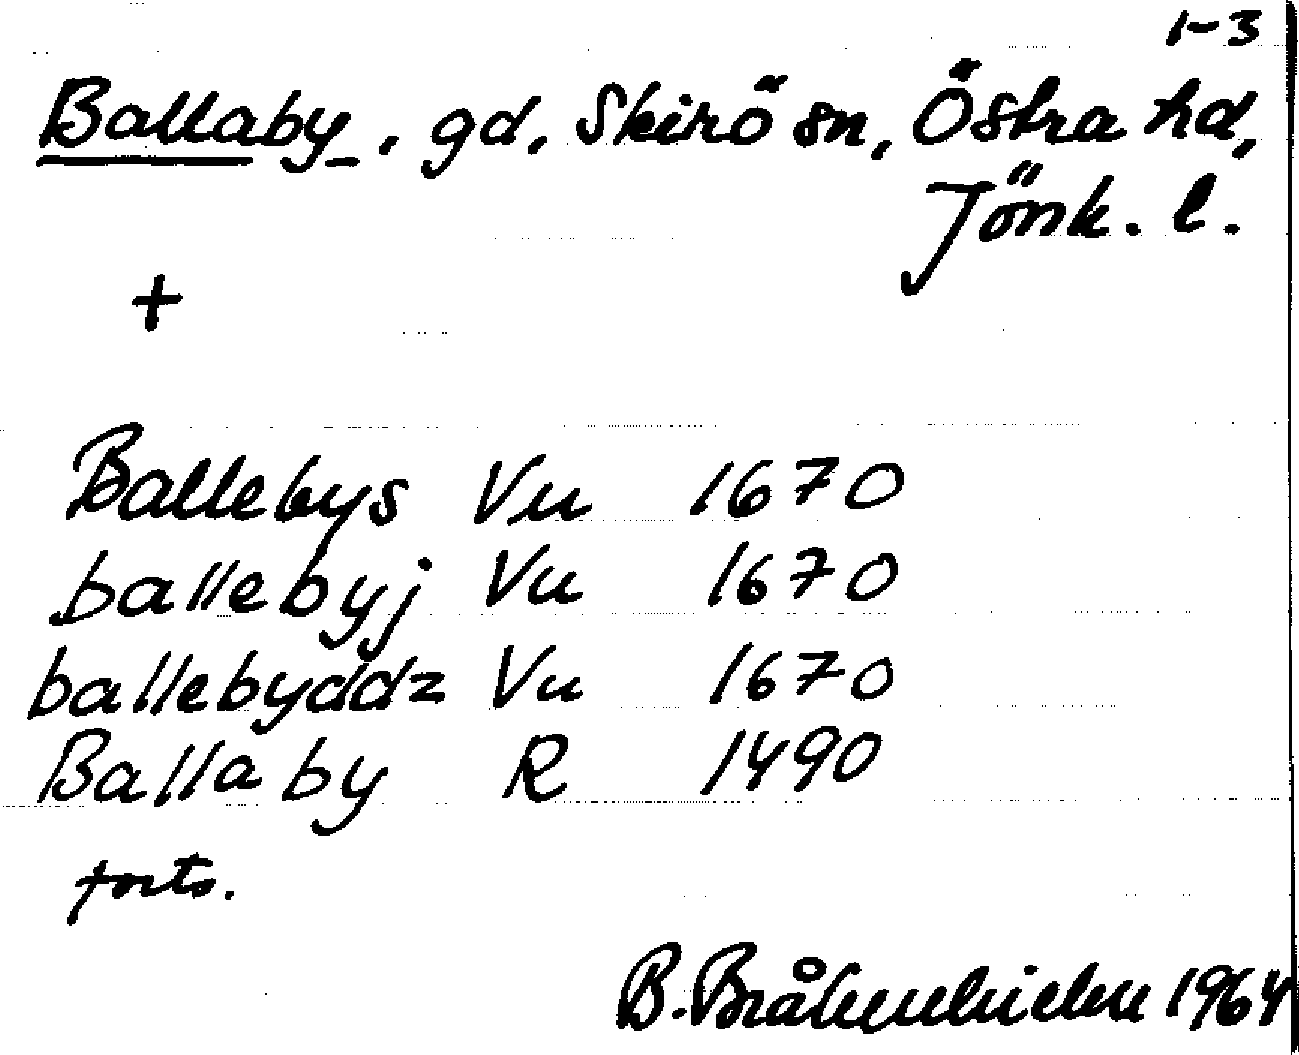 1-3
Ballaby, gd, Skirö sn, Östra hd,
Jönk. l.
+
Ballebys Vu 1670
ballebyj Vu 1670
ballebyddz Vu 1670
Ballaby R 1490
forts.
B. 1964